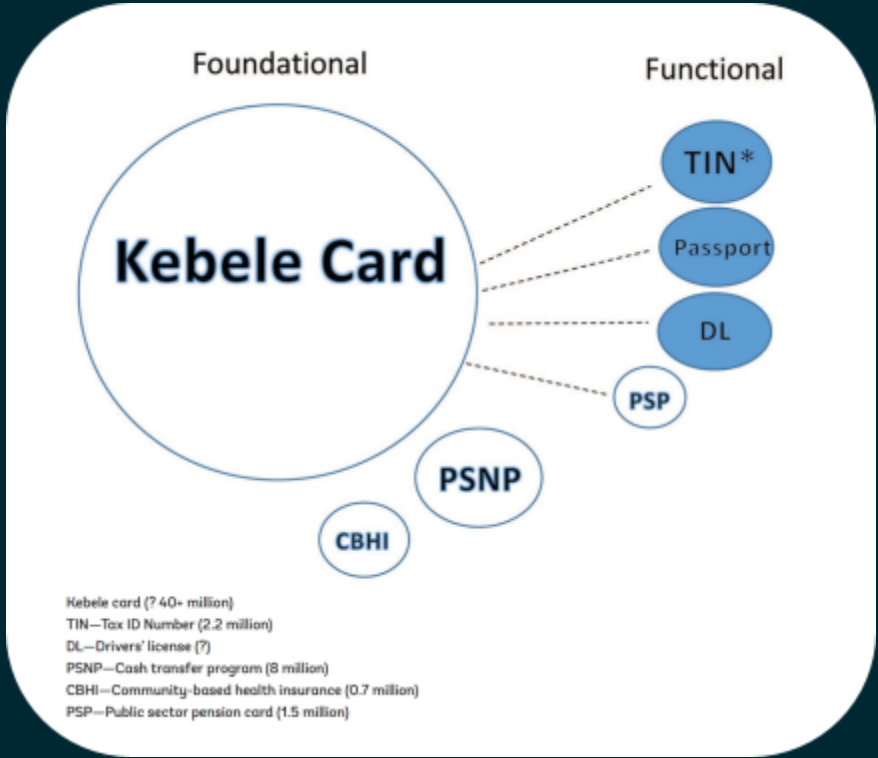 Foundational
Functional
Kebele Card
TIN*
Passport
DL
PSP
PSNP
CBHI
Kebele card (? 40+ million)
TIN—Tax ID Number (2.2 million)
DL—Drivers' license (?)
PSNP—Cash transfer program (8 million)
CBHI—Community-based health insurance (0.7 million)
PSP—Public sector pension card (1.5 million)